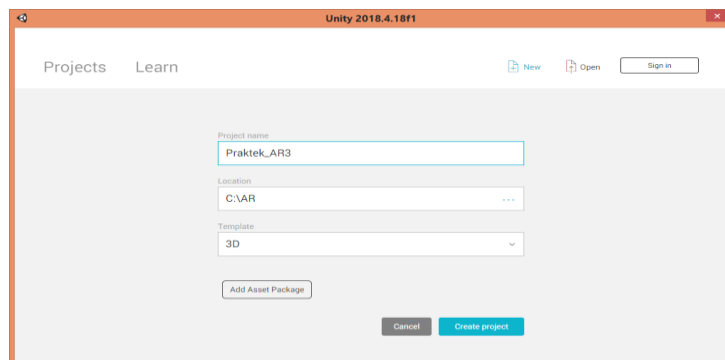 Unity 2018.4.18f1
Projects Learn New Open Sign in
Project name
Praktek_AR3
Location
C:\AR ...
Template
3D
Add Asset Package
Cancel Create project